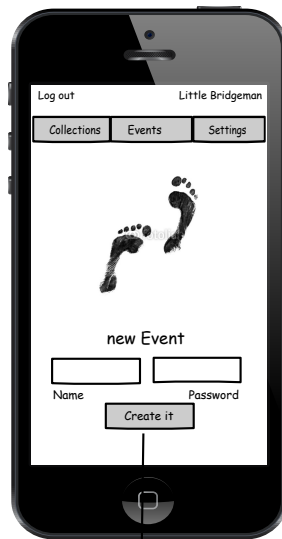 Log out Little Bridgeman
Collections Events Settings
new Event
Name Password
Create it